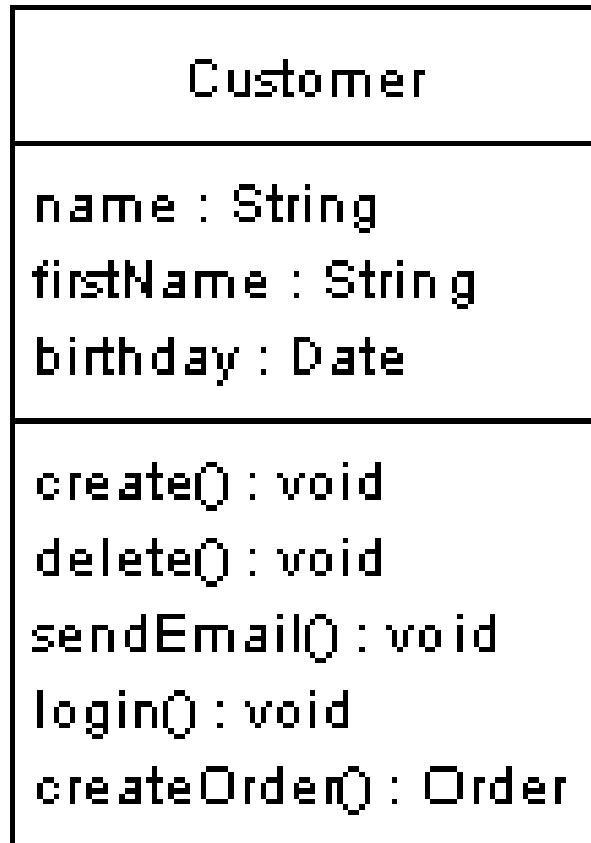 Customer
name : String
firstName : String
birthday : Date
create() : void
delete() : void
sendEmail() : void
login() : void
createOrder() : Order